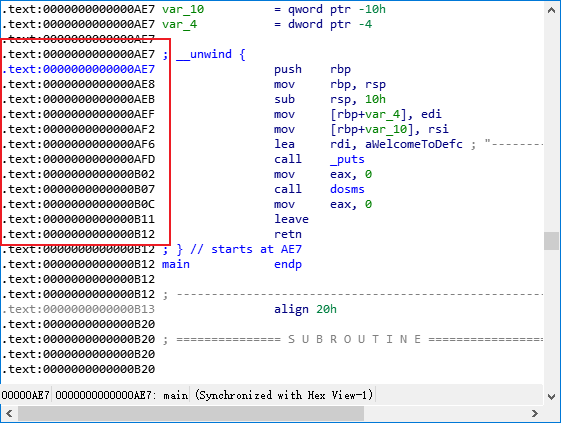 .text:0000000000000AE7 var_10 = qword ptr -10h
.text:0000000000000AE7 var_4 = dword ptr -4
.text:0000000000000AE7
.text:0000000000000AE7 ; __unwind {
.text:0000000000000AE7 push rbp
.text:0000000000000AE8 mov rbp, rsp
.text:0000000000000AEB sub rsp, 10h
.text:0000000000000AEF mov [rbp+var_4], edi
.text:0000000000000AF2 mov [rbp+var_10], rsi
.text:0000000000000AF6 lea rdi, aWelcomeToDefc ; "-------
.text:0000000000000AFD call _puts
.text:0000000000000B02 mov eax, 0
.text:0000000000000B07 call dosms
.text:0000000000000B0C mov eax, 0
.text:0000000000000B11 leave
.text:0000000000000B12 retn
.text:0000000000000B12 ; } // starts at AE7
.text:0000000000000B12 main endp
.text:0000000000000B12
.text:0000000000000B12 ; ---------------------------------------------------
.text:0000000000000B13 align 20h
.text:0000000000000B20
.text:0000000000000B20 ; =============== S U B R O U T I N E =================
.text:0000000000000B20
.text:0000000000000B20
00000AE7 0000000000000AE7: main (Synchronized with Hex View-1)